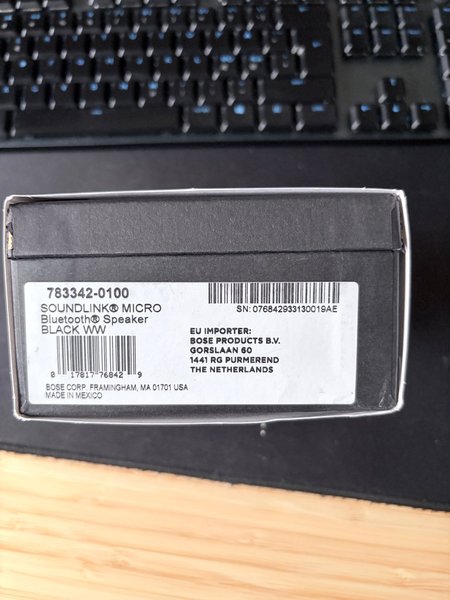 783342-0100
SOUNDLINK® MICRO
Bluetooth® Speaker
BLACK WW
0 17817 76842 9
BOSE CORP. FRAMINGHAM, MA 01701 USA
MADE IN MEXICO
SN: 076842933130019AE
EU IMPORTER:
BOSE PRODUCTS B.V.
GORSLAAN 60
1441 RG PURMEREND
THE NETHERLANDS